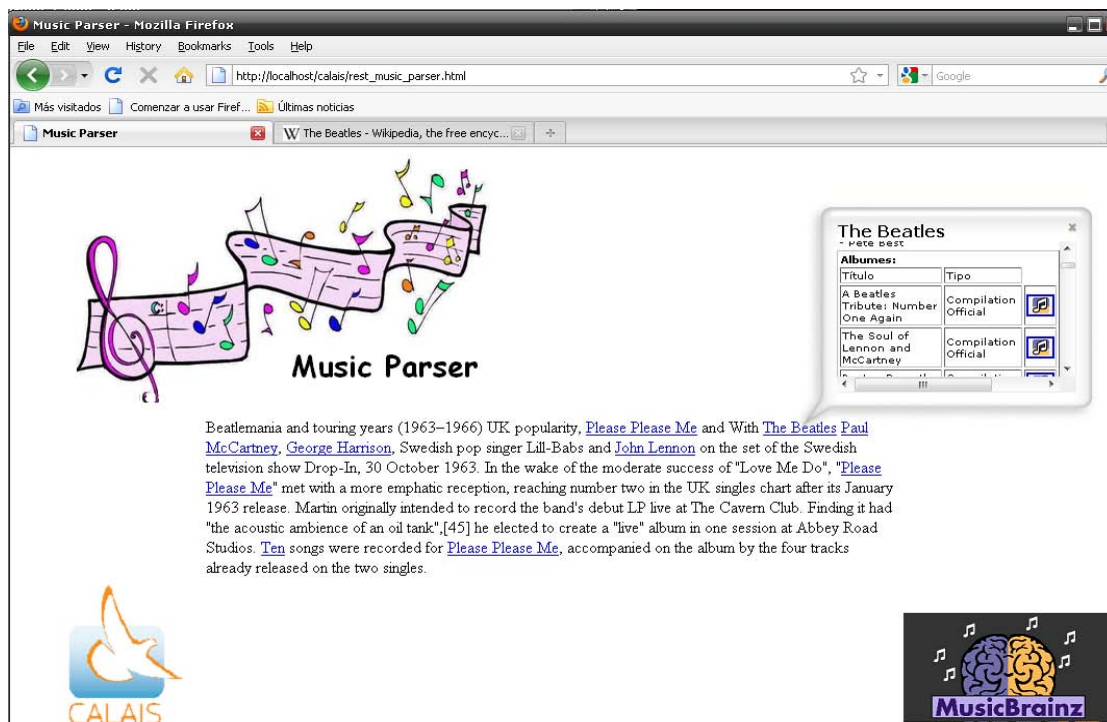 Music Parser - Mozilla Firefox
File Edit View History Bookmarks Tools Help
http://localhost/calais/rest_music_parser.html
Google
Más visitados Comenzar a usar Firef... Últimas noticias
Music Parser
W The Beatles - Wikipedia, the free encyc...
The Beatles
- Pete Best
Albumes:
Título Tipo
A Beatles
Tribute: Number
One Again
Compilation
Official
The Soul of
Lennon and
McCartney
Compilation
Official
Music Parser
Beatlemania and touring years (1963–1966) UK popularity, Please Please Me and With The Beatles Paul
McCartney, George Harrison, Swedish pop singer Lill-Babs and John Lennon on the set of the Swedish
television show Drop-In, 30 October 1963. In the wake of the moderate success of "Love Me Do", "Please
Please Me" met with a more emphatic reception, reaching number two in the UK singles chart after its January
1963 release. Martin originally intended to record the band's debut LP live at The Cavern Club. Finding it had
"the acoustic ambience of an oil tank",[45] he elected to create a "live" album in one session at Abbey Road
Studios. Ten songs were recorded for Please Please Me, accompanied on the album by the four tracks
already released on the two singles.
CALAIS
MusicBrainz